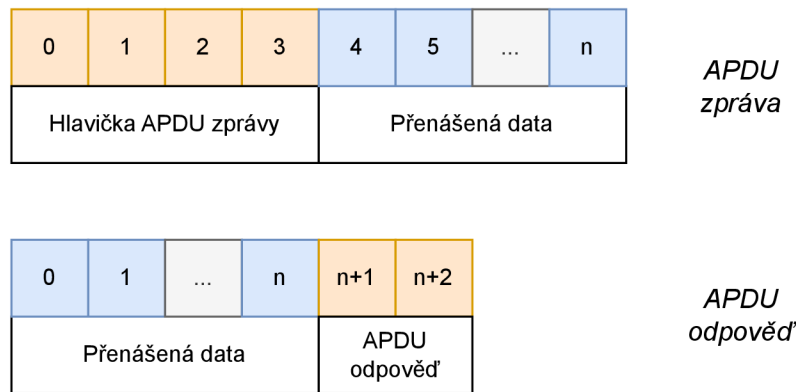 0 1 2 3 4 5 ... n
APDU
zpráva
Hlavička APDU zprávy Přenášená data
0 1 ... n n+1 n+2
APDU
odpověď
Přenášená data
APDU
odpověď